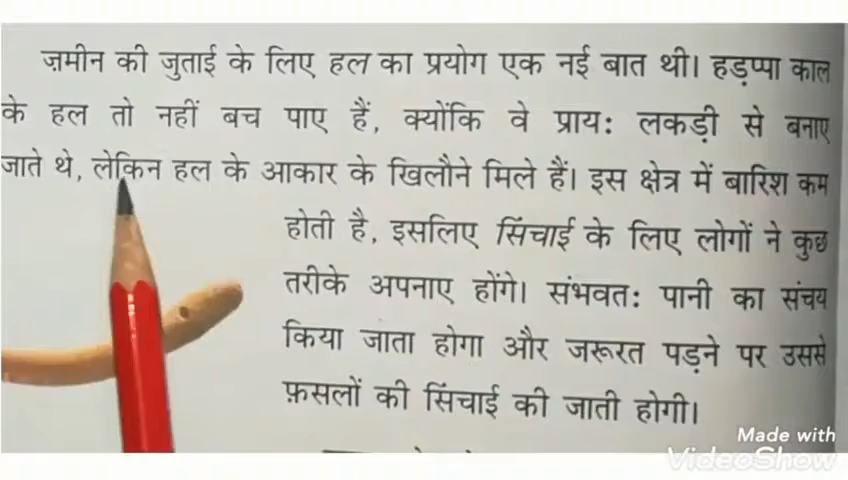 ज़मीन की जुताई के लिए हल का प्रयोग एक नई बात थी। हड़प्पा काल
के हल तो नहीं बच पाए हैं, क्योंकि वे प्रायः लकड़ी से बनाए
जाते थे, लेकिन हल के आकार के खिलौने मिले हैं। इस क्षेत्र में बारिश कम
होती है, इसलिए सिंचाई के लिए लोगों ने कुछ
तरीके अपनाए होंगे। संभवतः पानी का संचय
किया जाता होगा और जरूरत पड़ने पर उससे
फ़सलों की सिंचाई की जाती होगी।
Made with
VideoShow